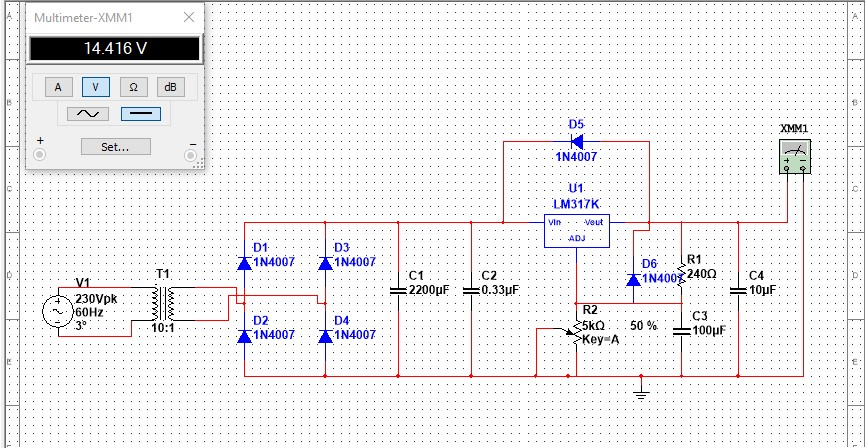 Multimeter-XMM1
14.416 V
A
V
Ω
dB
+
Set...
−
A
A
B
B
C
C
D
D
E
E
XMM1
D5
1N4007
U1
LM317K
Vin
Vout
ADJ
D1
1N4007
D3
1N4007
C1
2200µF
C2
0.33µF
D6
1N4007
R1
240Ω
C4
10µF
V1
230Vpk
60Hz
3°
T1
10:1
D2
1N4007
D4
1N4007
R2
5kΩ
Key=A
50 %
C3
100µF